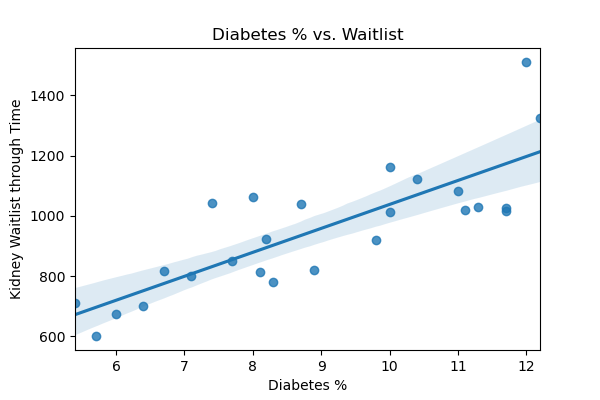 Diabetes % vs. Waitlist
Kidney Waitlist through Time
1400
1200
1000
800
600
6 7 8 9 10 11 12
Diabetes %